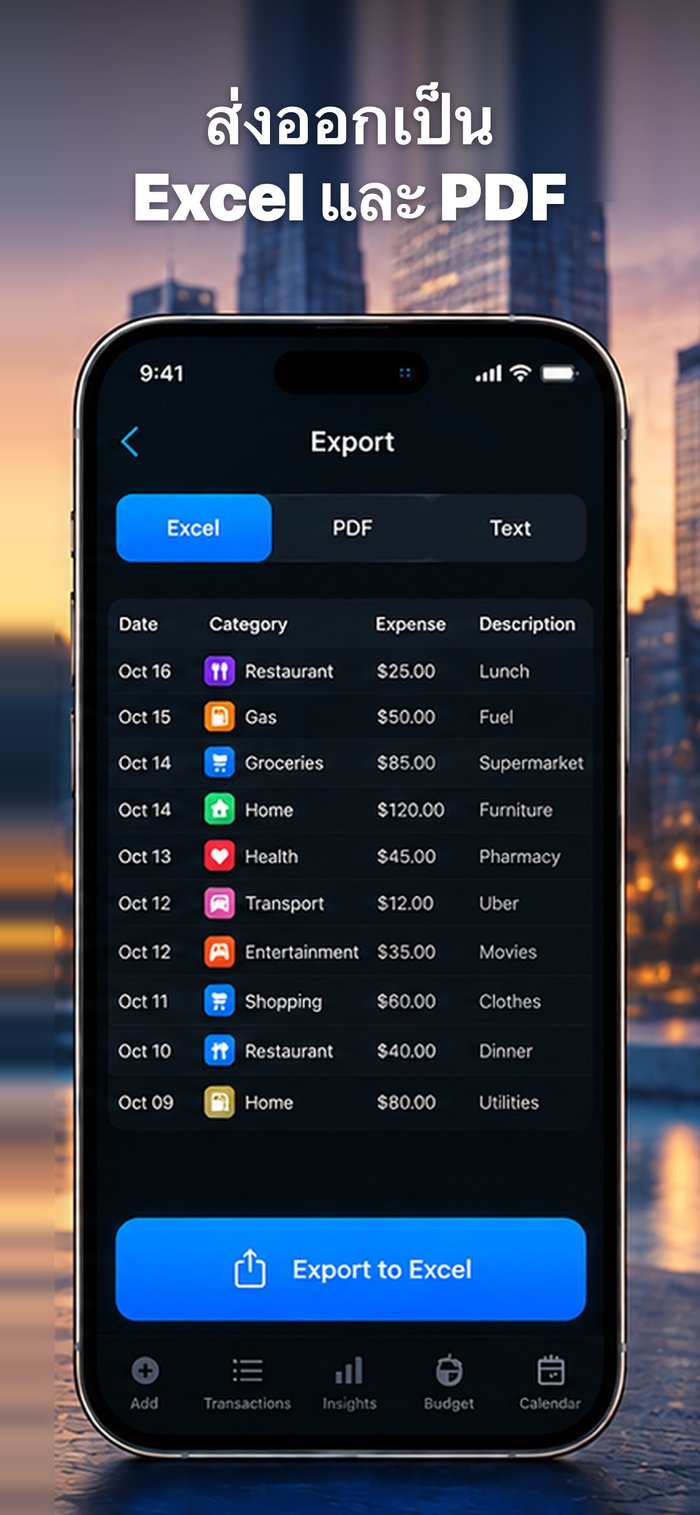 ส่งออกเป็น
Excel และ PDF
9:41
Export
Excel PDF Text
Date Category Expense Description
Oct 16 Restaurant $25.00 Lunch
Oct 15 Gas $50.00 Fuel
Oct 14 Groceries $85.00 Supermarket
Oct 14 Home $120.00 Furniture
Oct 13 Health $45.00 Pharmacy
Oct 12 Transport $12.00 Uber
Oct 12 Entertainment $35.00 Movies
Oct 11 Shopping $60.00 Clothes
Oct 10 Restaurant $40.00 Dinner
Oct 09 Home $80.00 Utilities
Export to Excel
Add Transactions Insights Budget Calendar